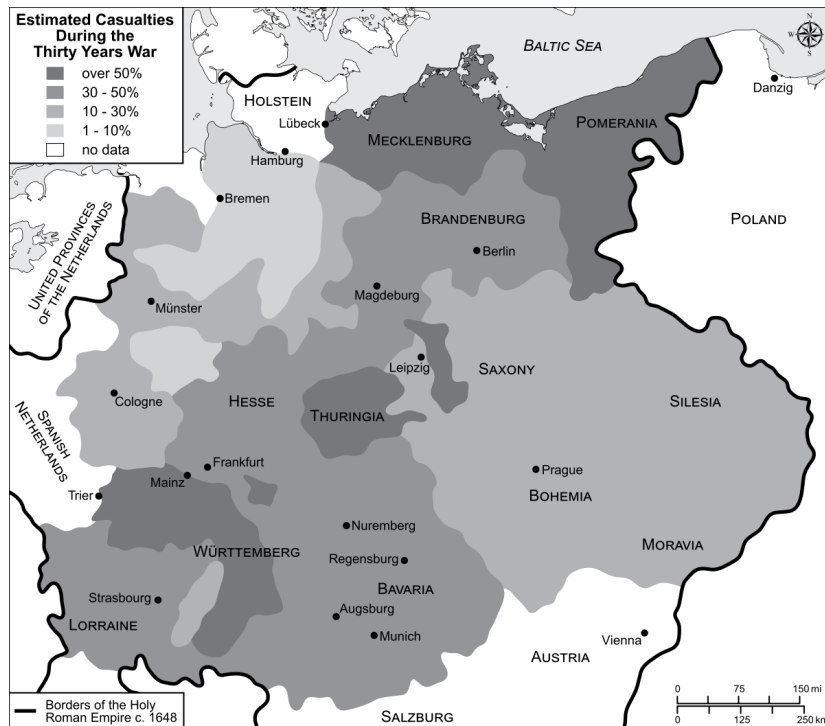 Estimated Casualties
During the
Thirty Years War
over 50%
30 - 50%
10 - 30%
1 - 10%
no data
BALTIC SEA
N
W
E
S
DANZIG
HOLSTEIN
Lübeck
Hamburg
MECKLENBURG
POMERANIA
Bremen
UNITED PROVINCES
OF THE NETHERLANDS
BRANDENBURG
Berlin
POLAND
Münster
Magdeburg
Leipzig
SAXONY
Cologne
HESSE
THURINGIA
SILESIA
SPANISH
NETHERLANDS
Frankfurt
Mainz
Trier
Prague
BOHEMIA
Nuremberg
MORAVIA
WÜRTTEMBERG
Regensburg
BAVARIA
Strasbourg
Augsburg
LORRAINE
Munich
Vienna
AUSTRIA
SALZBURG
Borders of the Holy
Roman Empire c. 1648
0 75 150 mi
0 125 250 km